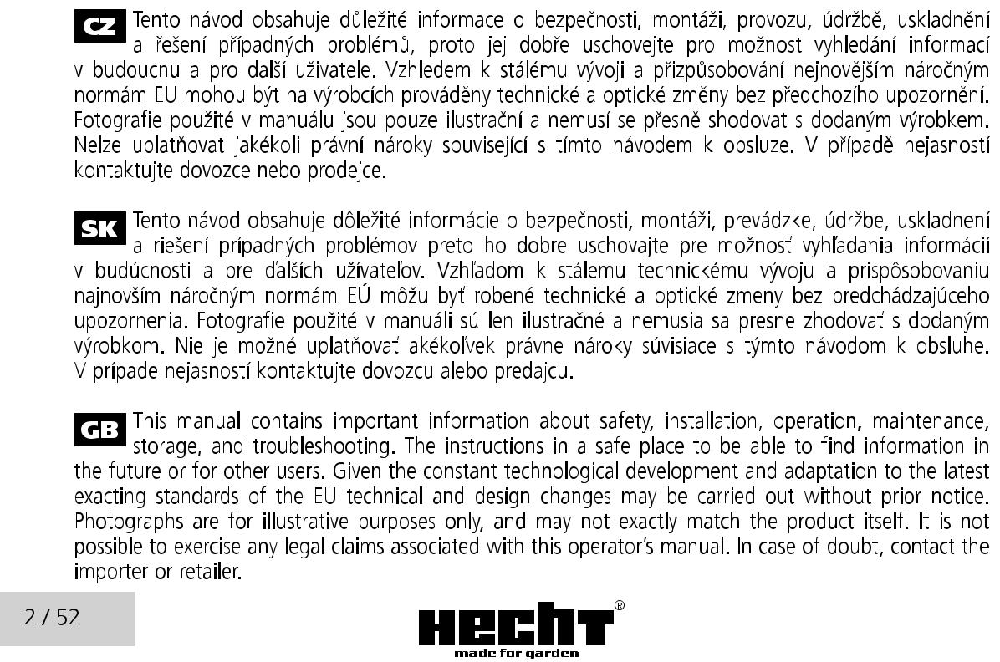 CZ Tento návod obsahuje důležité informace o bezpečnosti, montáži, provozu, údržbě, uskladnění
a řešení případných problémů, proto jej dobře uschovejte pro možnost vyhledání informací
v budoucnu a pro další uživatele. Vzhledem k stálému vývoji a přizpůsobování nejnovějším náročným
normám EU mohou být na výrobcích prováděny technické a optické změny bez předchozího upozornění.
Fotografie použité v manuálu jsou pouze ilustrační a nemusí se přesně shodovat s dodaným výrobkem.
Nelze uplatňovat jakékoli právní nároky související s tímto návodem k obsluze. V případě nejasností
kontaktujte dovozce nebo prodejce.
SK Tento návod obsahuje dôležité informácie o bezpečnosti, montáži, prevádzke, údržbe, uskladnení
a riešení prípadných problémov preto ho dobre uschovajte pre možnosť vyhľadania informácií
v budúcnosti a pre ďalších užívateľov. Vzhľadom k stálemu technickému vývoju a prispôsobovaniu
najnovším náročným normám EÚ môžu byť robené technické a optické zmeny bez predchádzajúceho
upozornenia. Fotografie použité v manuáli sú len ilustračné a nemusia sa presne zhodovať s dodaným
výrobkom. Nie je možné uplatňovať akékoľvek právne nároky súvisiace s týmto návodom k obsluhe.
V prípade nejasností kontaktujte dovozcu alebo predajcu.
GB This manual contains important information about safety, installation, operation, maintenance,
storage, and troubleshooting. The instructions in a safe place to be able to find information in
the future or for other users. Given the constant technological development and adaptation to the latest
exacting standards of the EU technical and design changes may be carried out without prior notice.
Photographs are for illustrative purposes only, and may not exactly match the product itself. It is not
possible to exercise any legal claims associated with this operator's manual. In case of doubt, contact the
importer or retailer.
2 / 52
HECHT®
made for garden